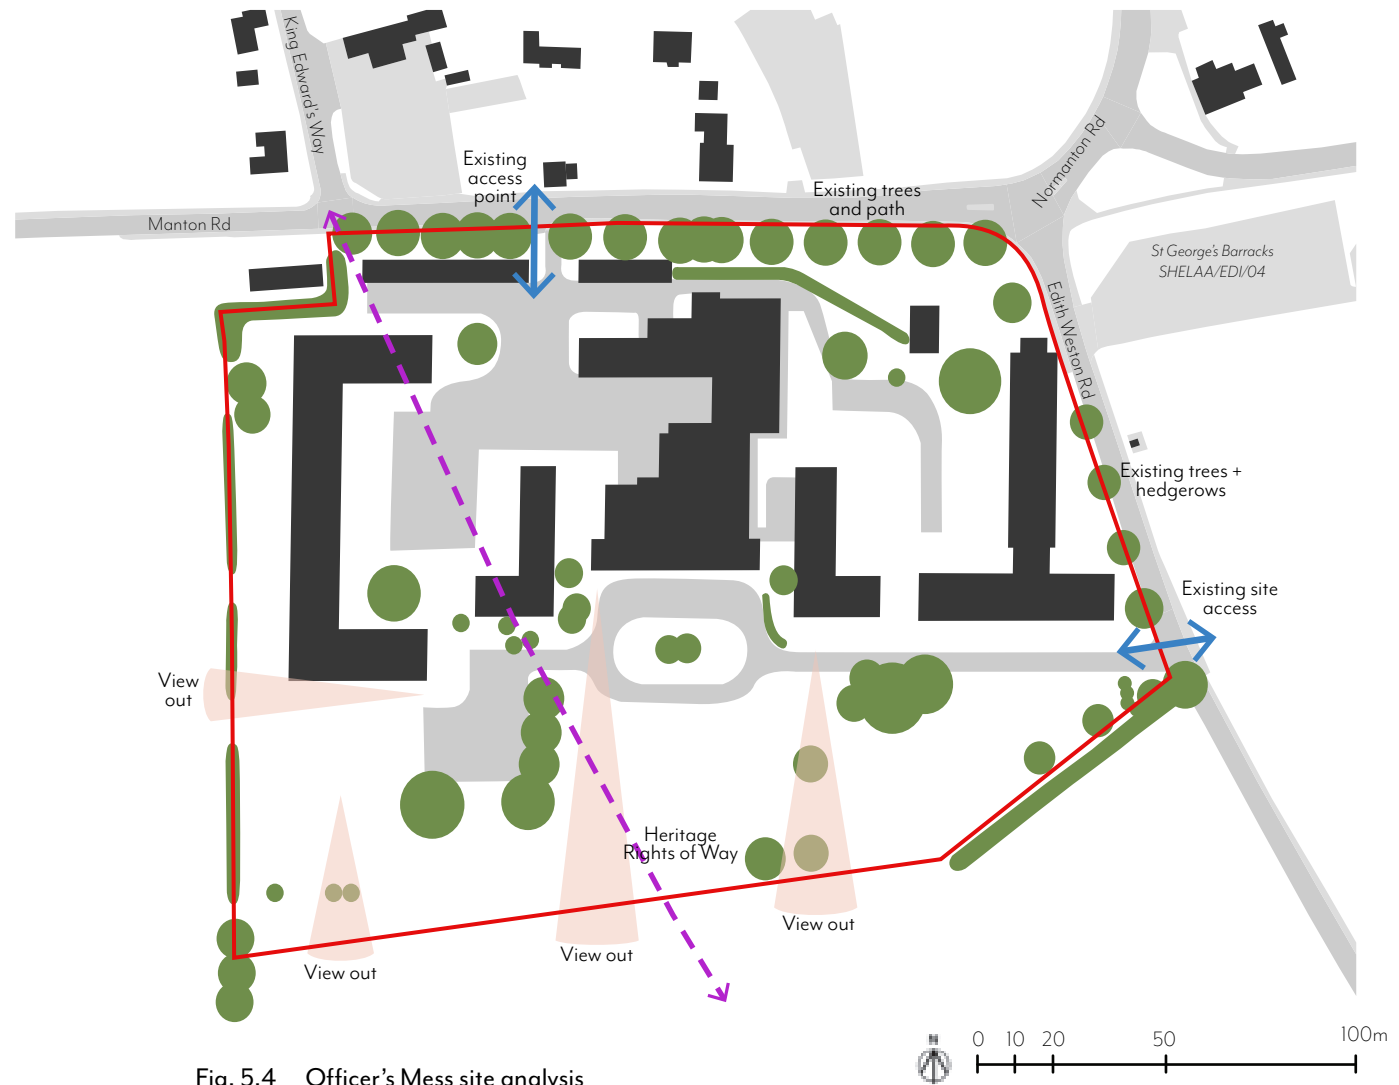 King Edward's Way
Normanton Rd
Existing
access
point
Existing trees
and path
Manton Rd
St George's Barracks
SHELAA/EDI/04
Edith Weston Rd
Existing trees +
hedgerows
Existing site
access
View
out
Heritage
Rights of Way
View out
View out
View out
N
0 10 20 50 100m
Fig. 5.4 Officer's Mess site analysis